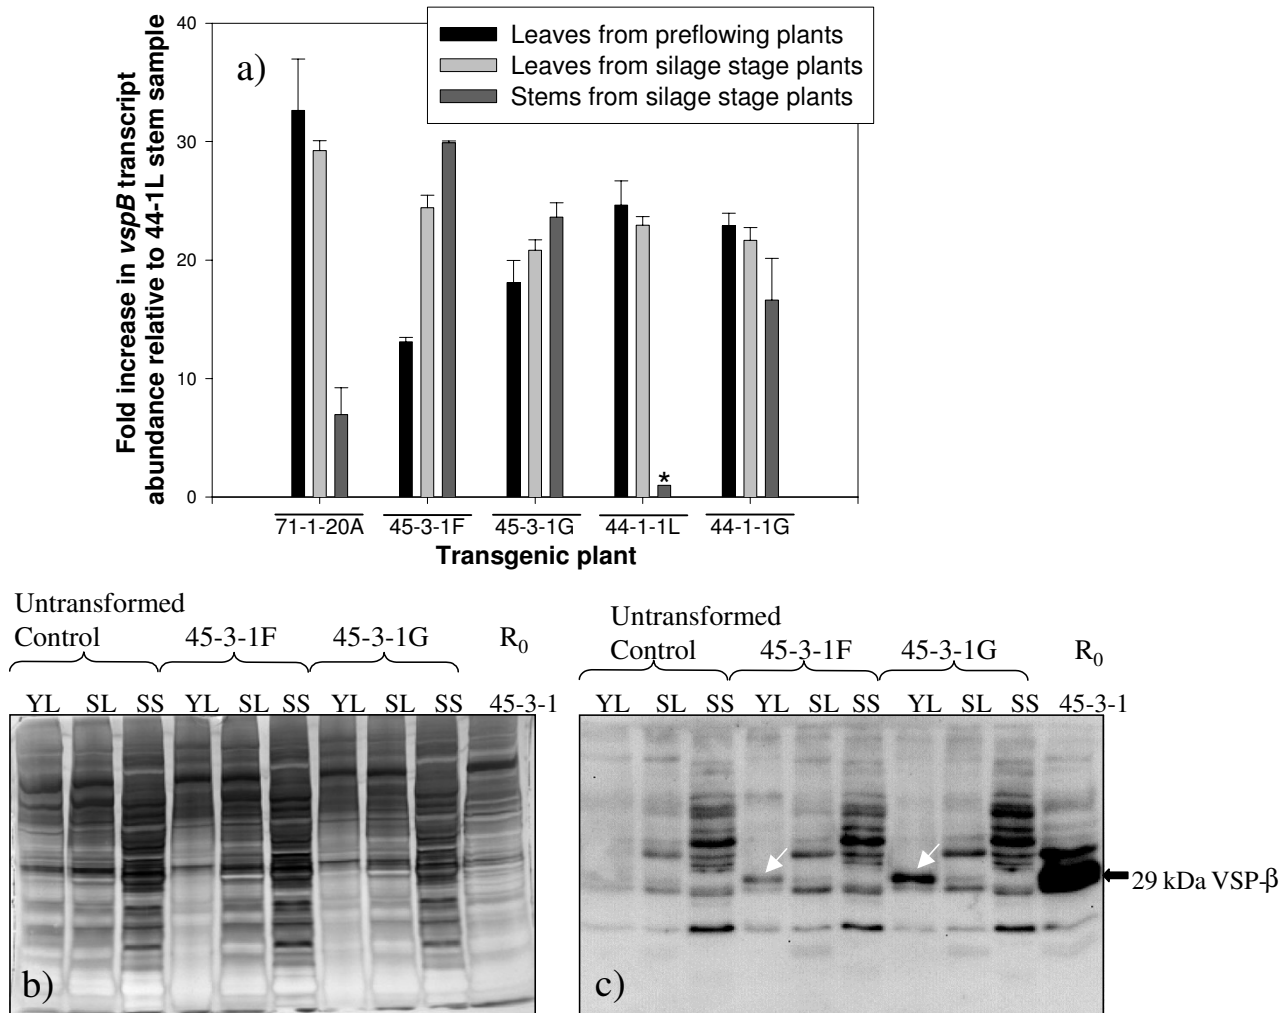 a)
Leaves from preflowing plants
Leaves from silage stage plants
Stems from silage stage plants
Fold increase in vspB transcript
abundance relative to 44-1L stem sample
40
30
20
10
0
*
71-1-20A 45-3-1F 45-3-1G 44-1-1L 44-1-1G
Transgenic plant
Untransformed
Control 45-3-1F 45-3-1G R0
YL SL SS YL SL SS YL SL SS 45-3-1
b)
Untransformed
Control 45-3-1F 45-3-1G R0
YL SL SS YL SL SS YL SL SS 45-3-1
29 kDa VSP-β
c)